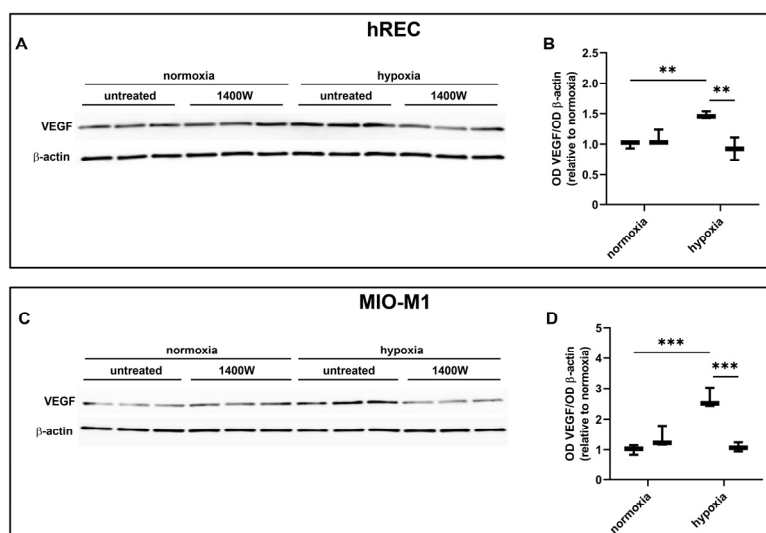 hREC
A
normoxia hypoxia
untreated 1400W untreated 1400W
VEGF
β-actin
B
OD VEGF/OD β-actin
(relative to normoxia)
2.5
2.0
1.5
1.0
0.5
0
** **
normoxia hypoxia
MIO-M1
C
normoxia hypoxia
untreated 1400W untreated 1400W
VEGF
β-actin
D
OD VEGF/OD β-actin
(relative to normoxia)
5
4
3
2
1
0
*** ***
normoxia hypoxia